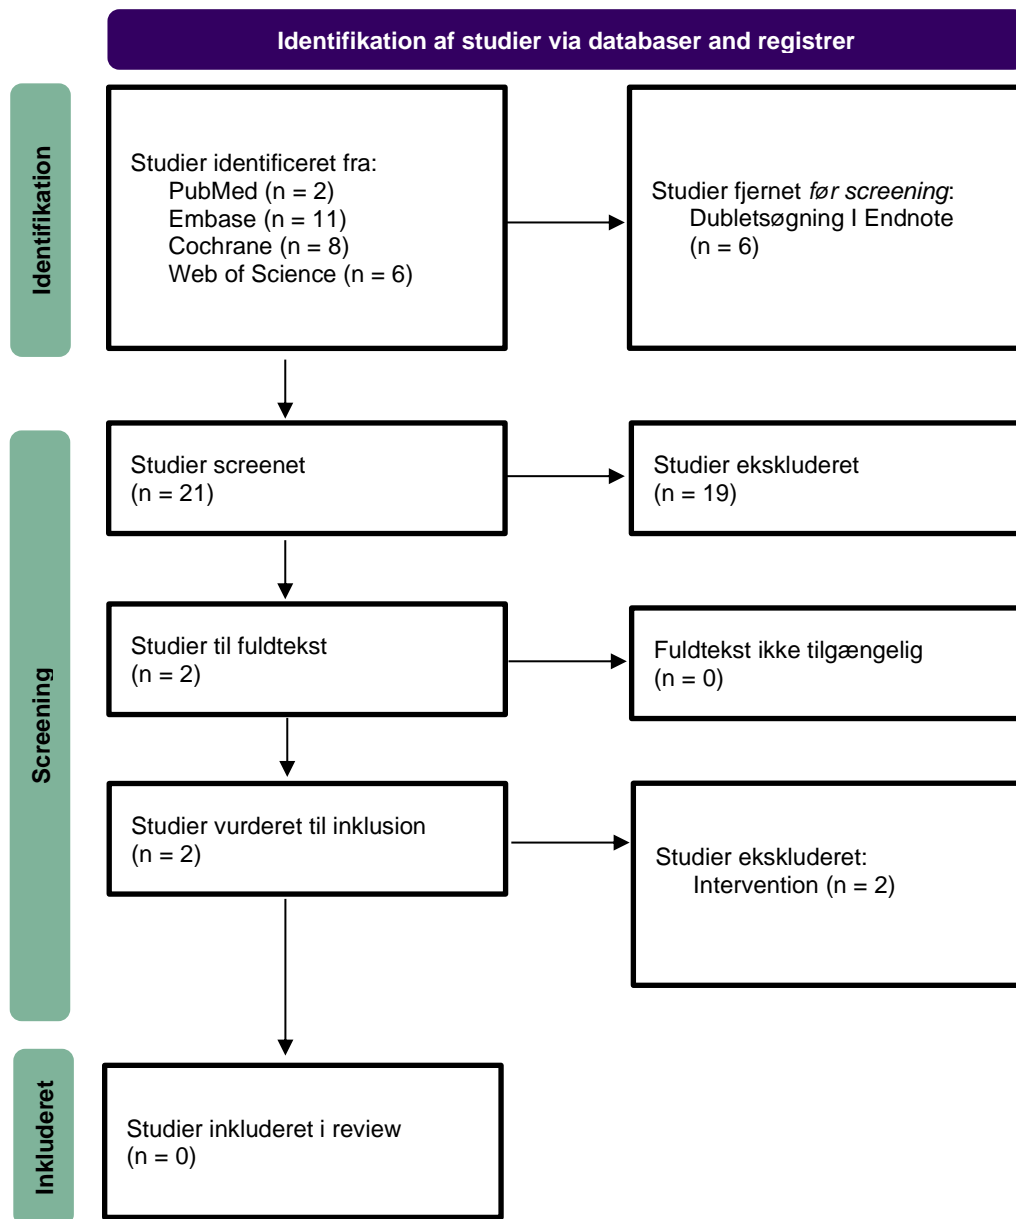 Identifikation af studier via databaser and registrer
Identifikation
Studier identificeret fra:
PubMed (n = 2)
Embase (n = 11)
Cochrane (n = 8)
Web of Science (n = 6)
Studier fjernet før screening:
Dubletsøgning I Endnote
(n = 6)
Screening
Studier screenet
(n = 21)
Studier ekskluderet
(n = 19)
Studier til fuldtekst
(n = 2)
Fuldtekst ikke tilgængelig
(n = 0)
Studier vurderet til inklusion
(n = 2)
Studier ekskluderet:
Intervention (n = 2)
Inkluderet
Studier inkluderet i review
(n = 0)